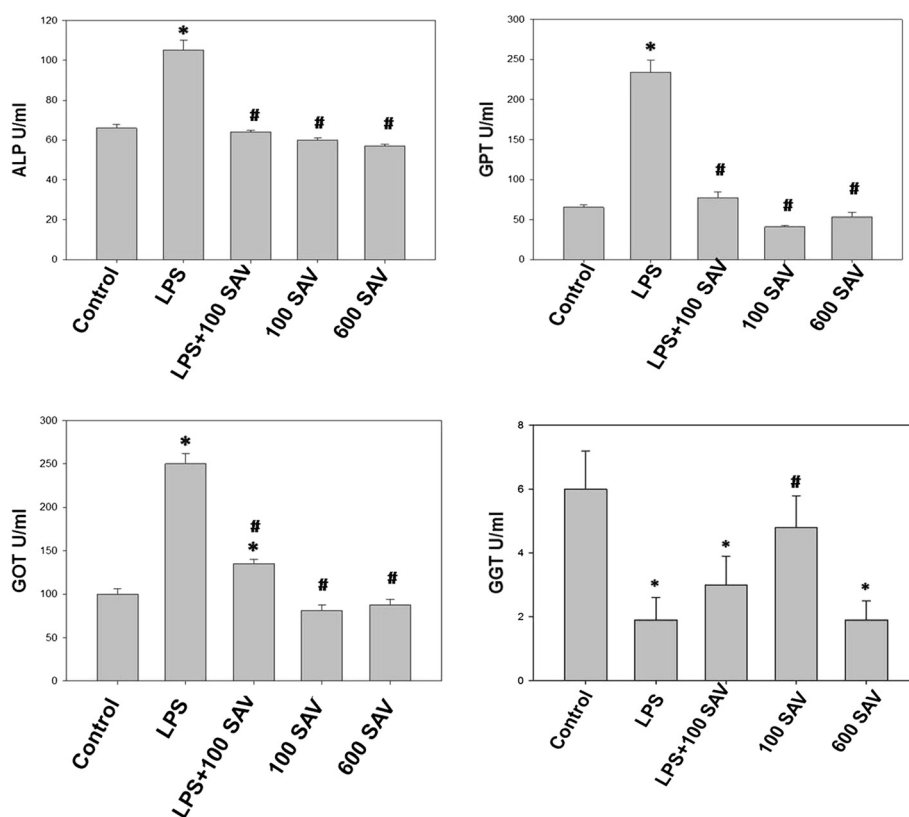 ALP U/ml
120
100
80
60
40
20
0
*
#
#
#
Control
LPS
LPS+100 SAV
100 SAV
600 SAV
GPT U/ml
300
250
200
150
100
50
0
*
#
#
#
Control
LPS
LPS+100 SAV
100 SAV
600 SAV
GOT U/ml
300
250
200
150
100
50
0
*
#
*
#
#
Control
LPS
LPS+100 SAV
100 SAV
600 SAV
GGT U/ml
8
6
4
2
0
*
*
#
*
Control
LPS
LPS+100 SAV
100 SAV
600 SAV